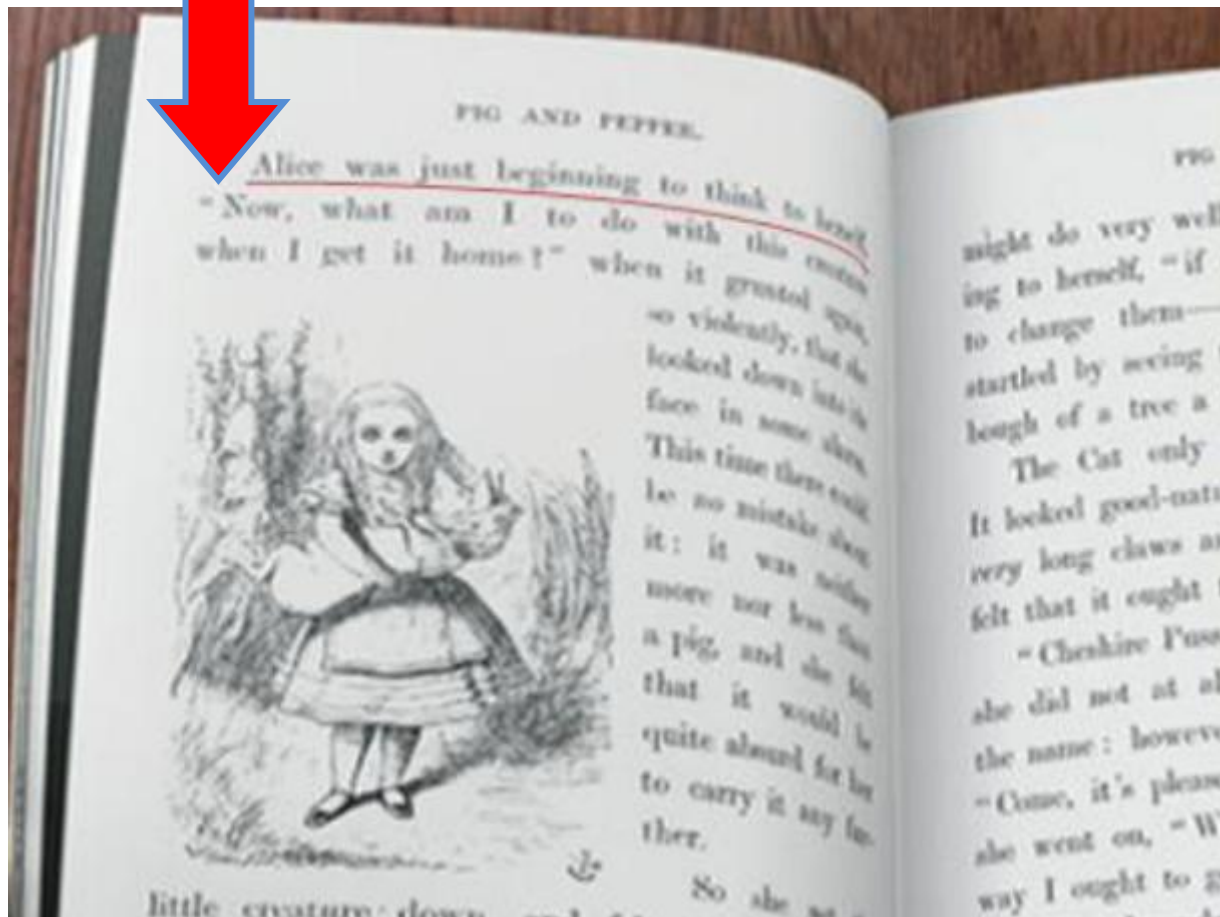 PIG AND PEPPER.
Alice was just beginning to think to herself,
"Now, what am I to do with this creature
when I get it home?" when it grunted again,
so violently, that she
looked down into its
face in some alarm.
This time there could
be no mistake about
it: it was neither
more nor less than
a pig, and she felt
that it would be
quite absurd for her
to carry it any fur-
ther.
So she
little creature down
PIG
might do very well
ing to herself, "if
to change them—
startled by seeing
bough of a tree a
The Cat only
It looked good-natu
very long claws an
felt that it ought
"Cheshire Puss
she did not at al
the name: howeve
"Come, it's pleas
she went on, "W
way I ought to g